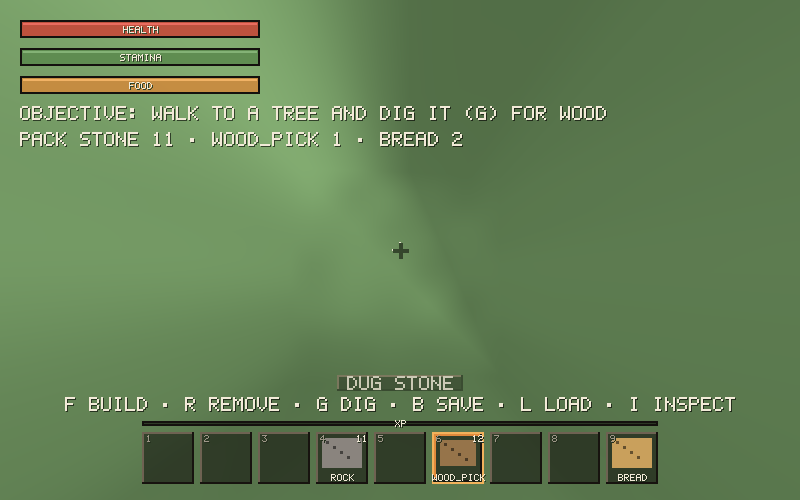 HEALTH
STAMINA
FOOD
OBJECTIVE: WALK TO A TREE AND DIG IT (G) FOR WOOD
PACK STONE 11 · WOOD_PICK 1 · BREAD 2
DUG STONE
F BUILD · R REMOVE · G DIG · B SAVE · L LOAD · I INSPECT
XP
1 2 3 4 11 5 6 12 7 8 9
ROCK WOOD_PICK BREAD